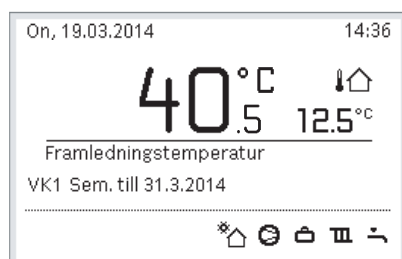 On, 19.03.2014 14:36
40.5 °C
12.5°C
Framledningstemperatur
VK1 Sem. till 31.3.2014